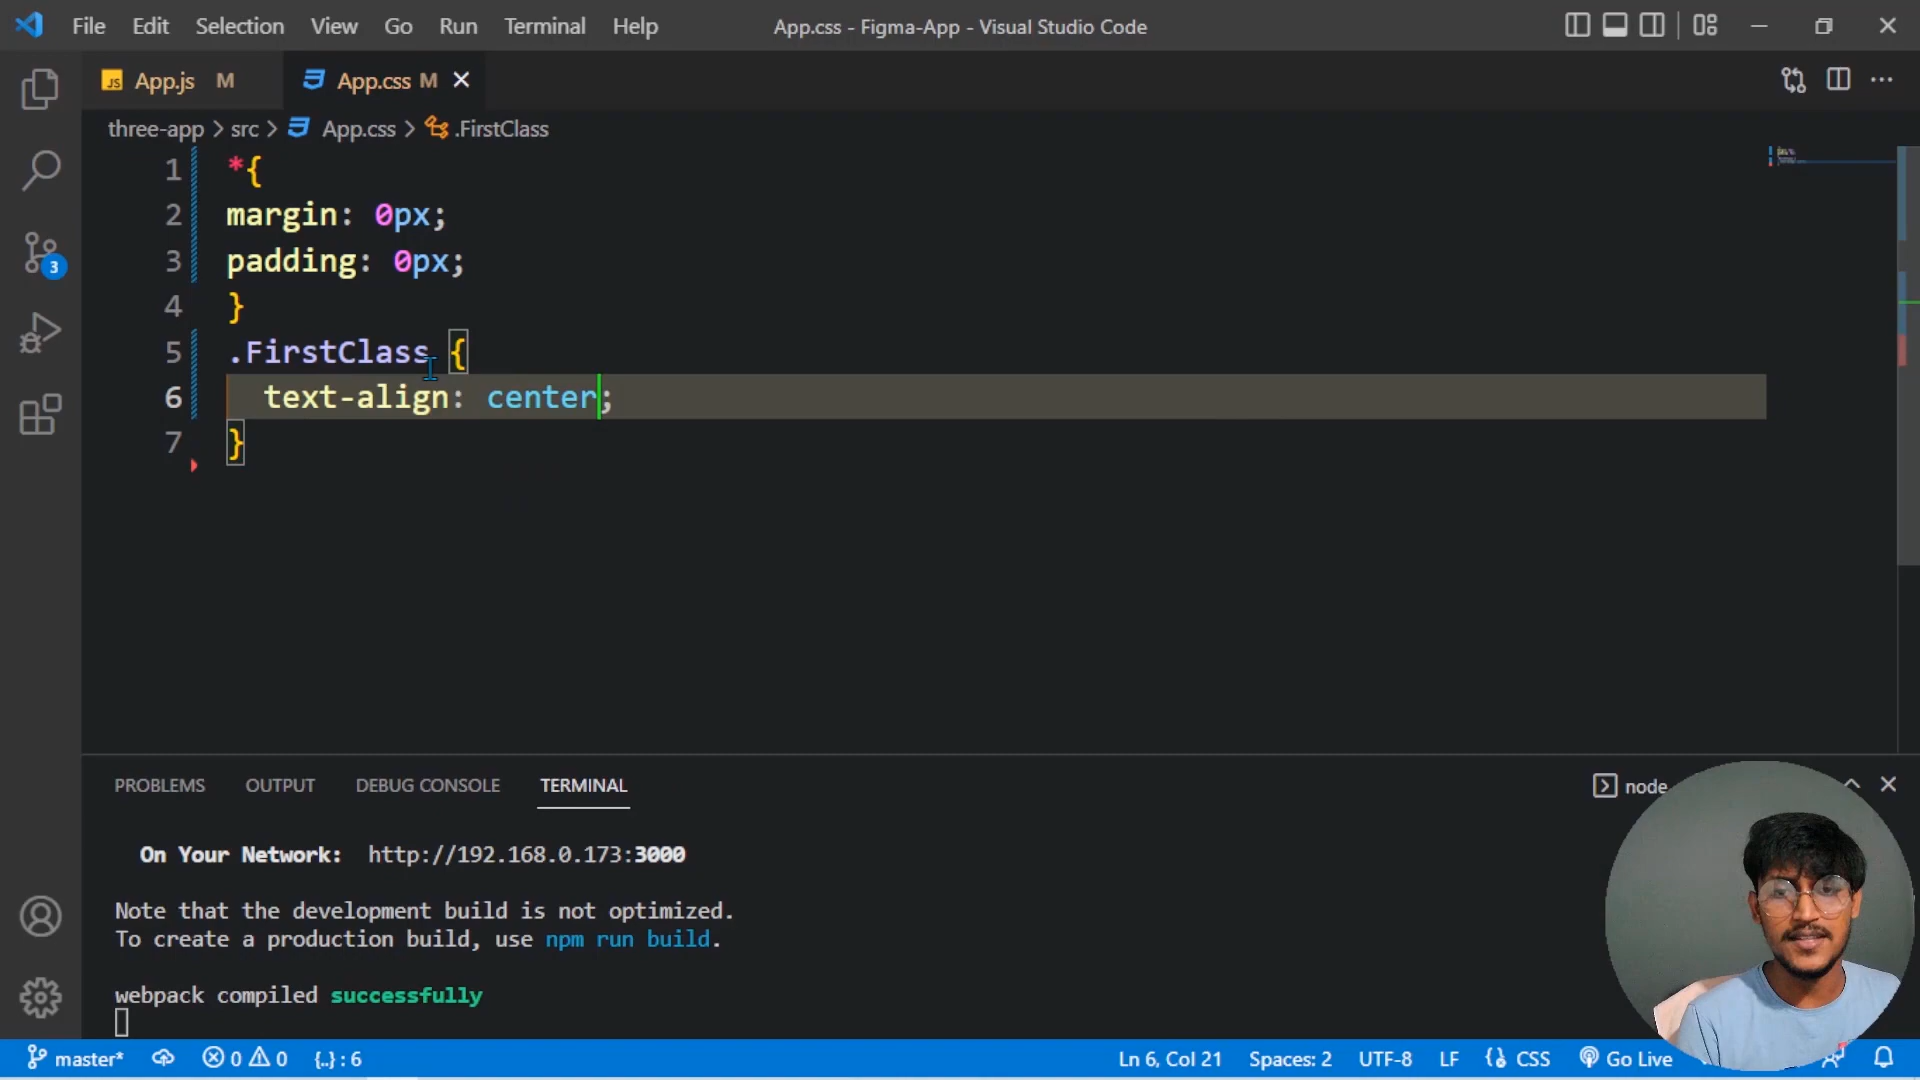 File Edit Selection View Go Run Terminal Help App.css - Figma-App - Visual Studio Code
JS App.js M App.css M
three-app > src > App.css > .FirstClass
1 *{
2 margin: 0px;
3 padding: 0px;
4 }
5 .FirstClass {
6 text-align: center;
7 }
3
PROBLEMS OUTPUT DEBUG CONSOLE TERMINAL node
On Your Network: http://192.168.0.173:3000
Note that the development build is not optimized.
To create a production build, use npm run build.
webpack compiled successfully
master* 0 0 {..} : 6 Ln 6, Col 21 Spaces: 2 UTF-8 LF CSS Go Live